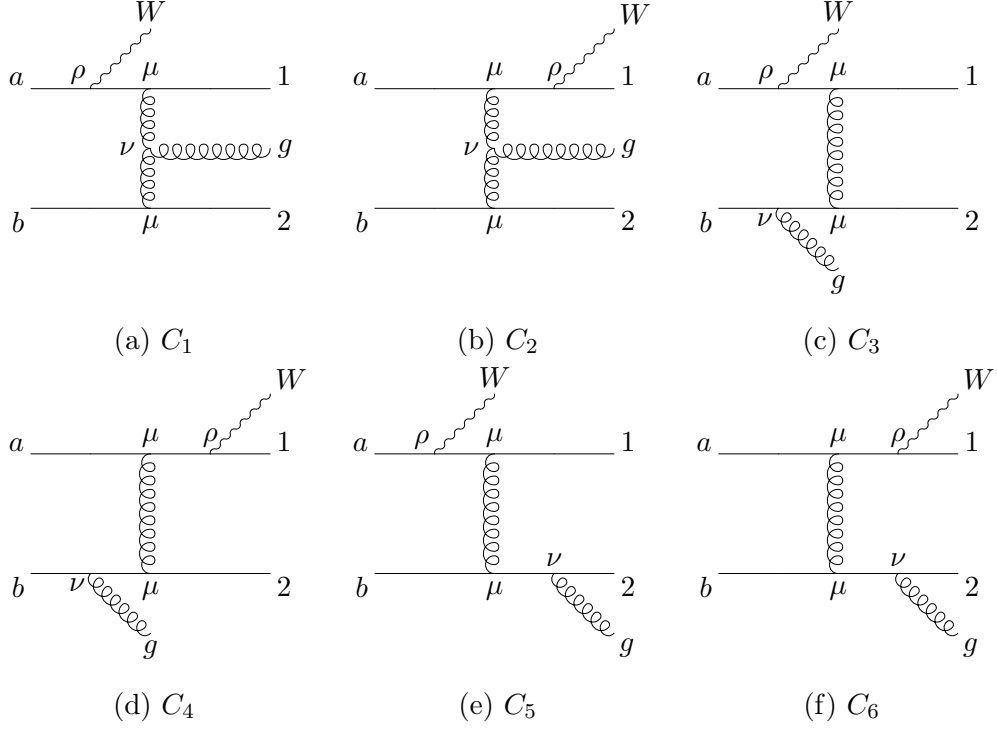 W W W
a ρ μ 1 a μ ρ 1 a ρ μ 1
ν g ν g
b μ 2 b μ 2 b ν μ 2
g
(a) C₁ (b) C₂ (c) C₃
W W W
a μ ρ 1 a ρ μ 1 a μ ρ 1
b ν μ 2 b μ ν 2 b μ ν 2
g g g
(d) C₄ (e) C₅ (f) C₆